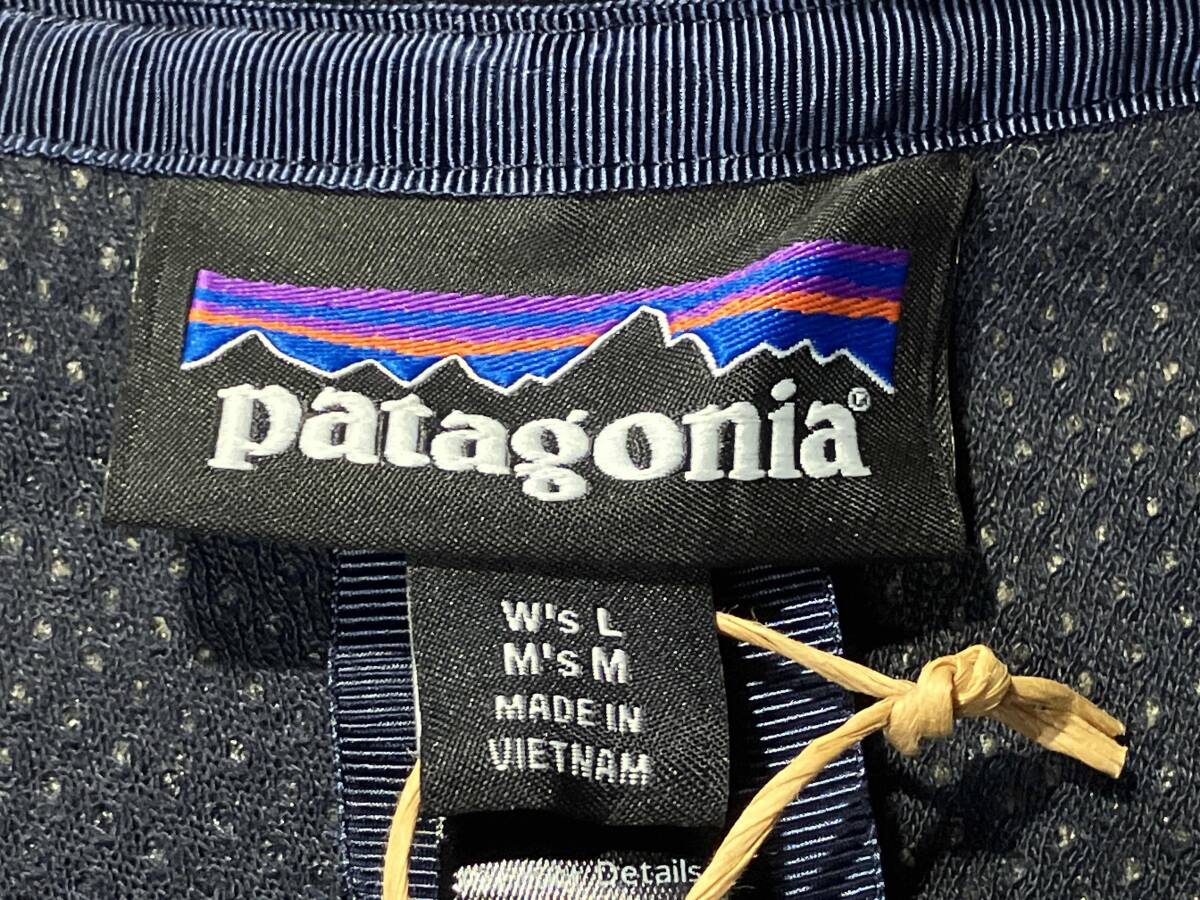 patagonia®
W's L
M's M
MADE IN
VIETNAM
Details